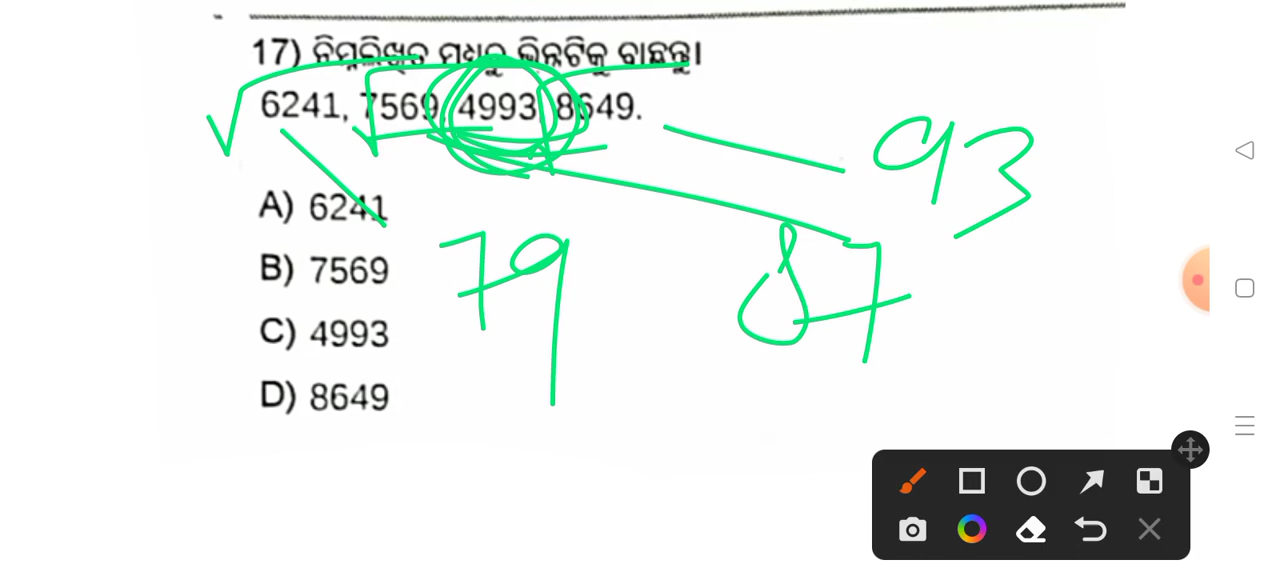 17) ନିମ୍ନଲିଖିତ ମଧ୍ୟରୁ ଭିନ୍ନଟିକୁ ବାଛନ୍ତୁ।
6241, 7569, 4993, 8649.
93
A) 6241
79
87
B) 7569
C) 4993
D) 8649